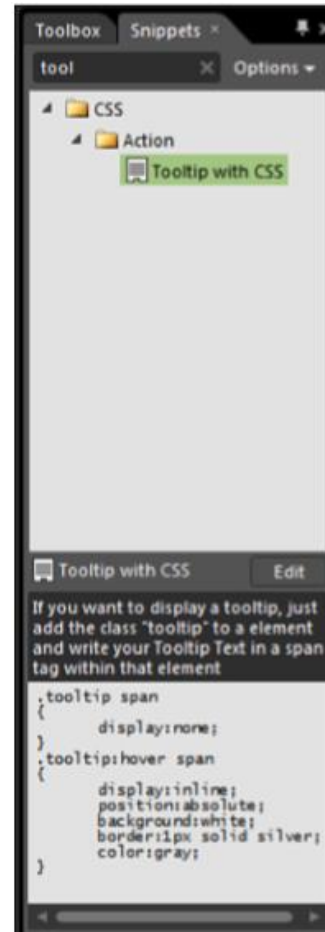 Toolbox Snippets ×
tool × Options
CSS
Action
Tooltip with CSS
Tooltip with CSS Edit
If you want to display a tooltip, just
add the class "tooltip" to a element
and write your Tooltip Text in a span
tag within that element
.tooltip span
{
display:none;
}
.tooltip:hover span
{
display:inline;
position:absolute;
background:white;
border:1px solid silver;
color:gray;
}